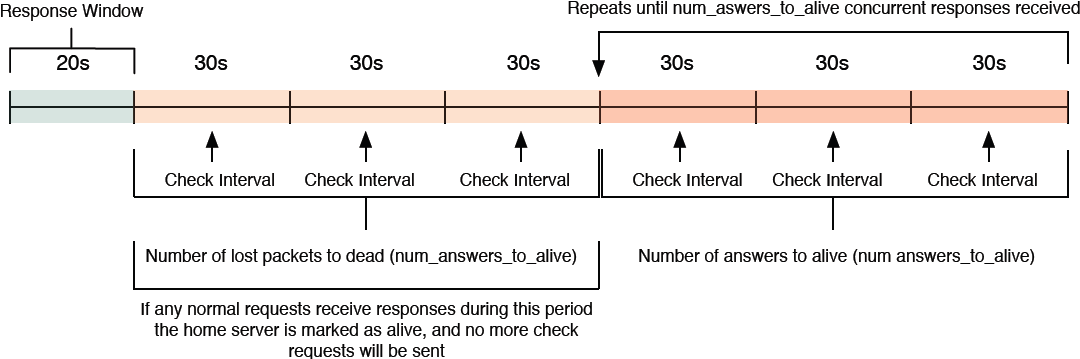 Response Window
Repeats until num_aswers_to_alive concurrent responses received
20s 30s 30s 30s 30s 30s 30s
Check Interval Check Interval Check Interval Check Interval Check Interval Check Interval
Number of lost packets to dead (num_answers_to_alive)
Number of answers to alive (num answers_to_alive)
If any normal requests receive responses during this period
the home server is marked as alive, and no more check
requests will be sent